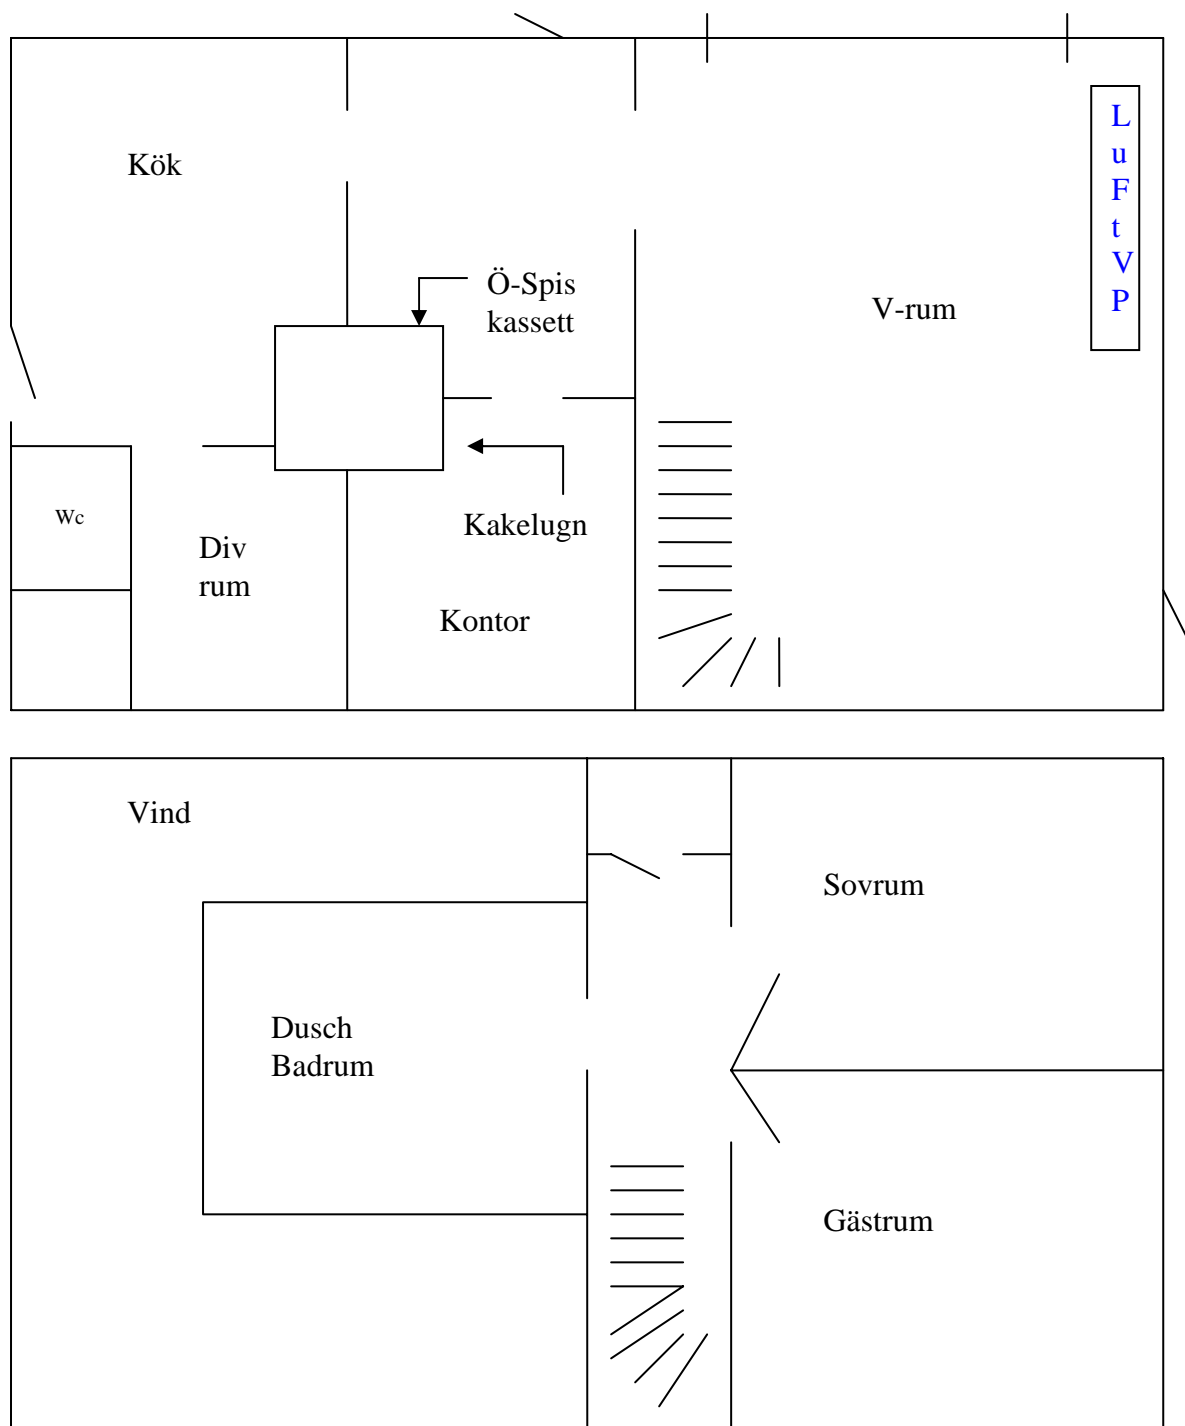 Kök
Ö-Spis
kassett
V-rum
L
u
F
t
V
P
Wc
Div
rum
Kakelugn
Kontor
Vind
Sovrum
Dusch
Badrum
Gästrum